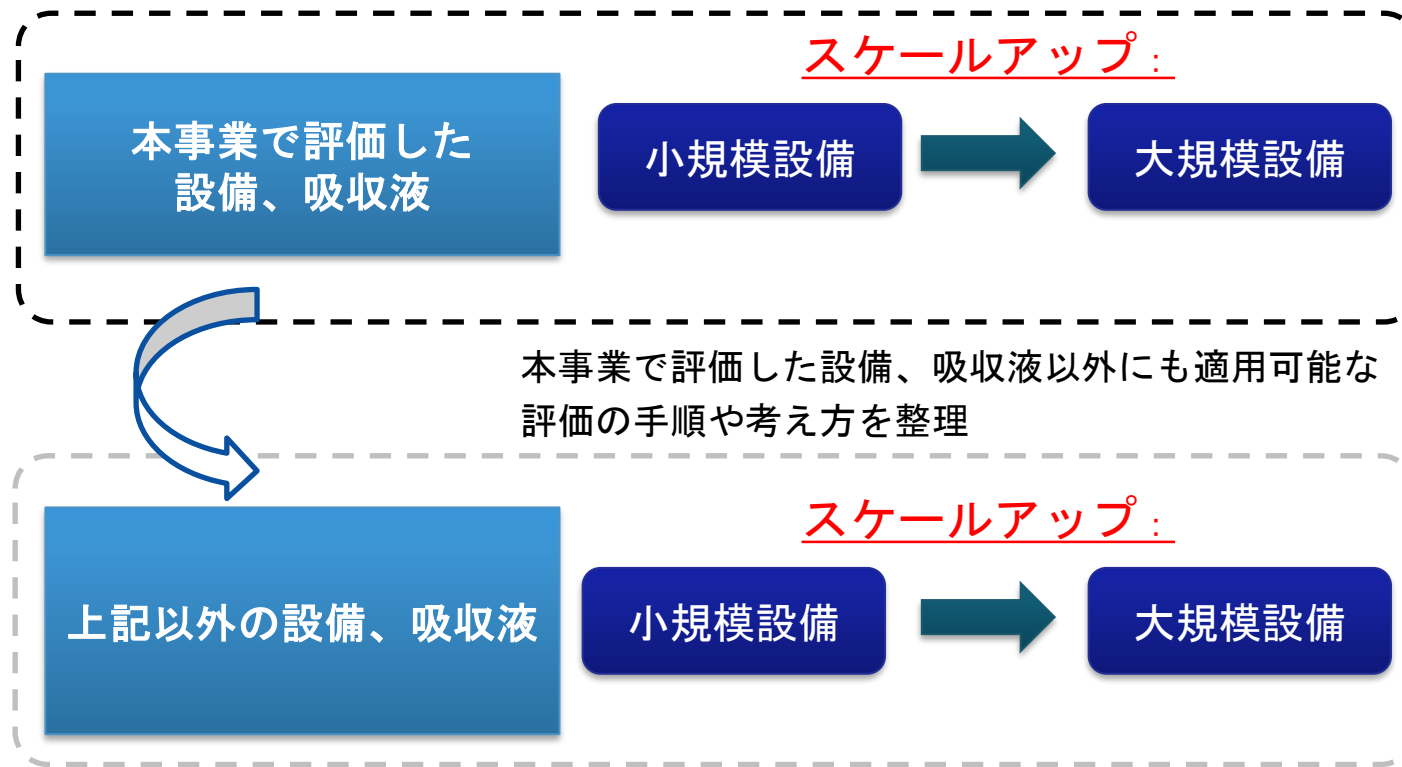 スケールアップ：
本事業で評価した
設備、吸収液
小規模設備
大規模設備
本事業で評価した設備、吸収液以外にも適用可能な
評価の手順や考え方を整理
スケールアップ：
上記以外の設備、吸収液
小規模設備
大規模設備